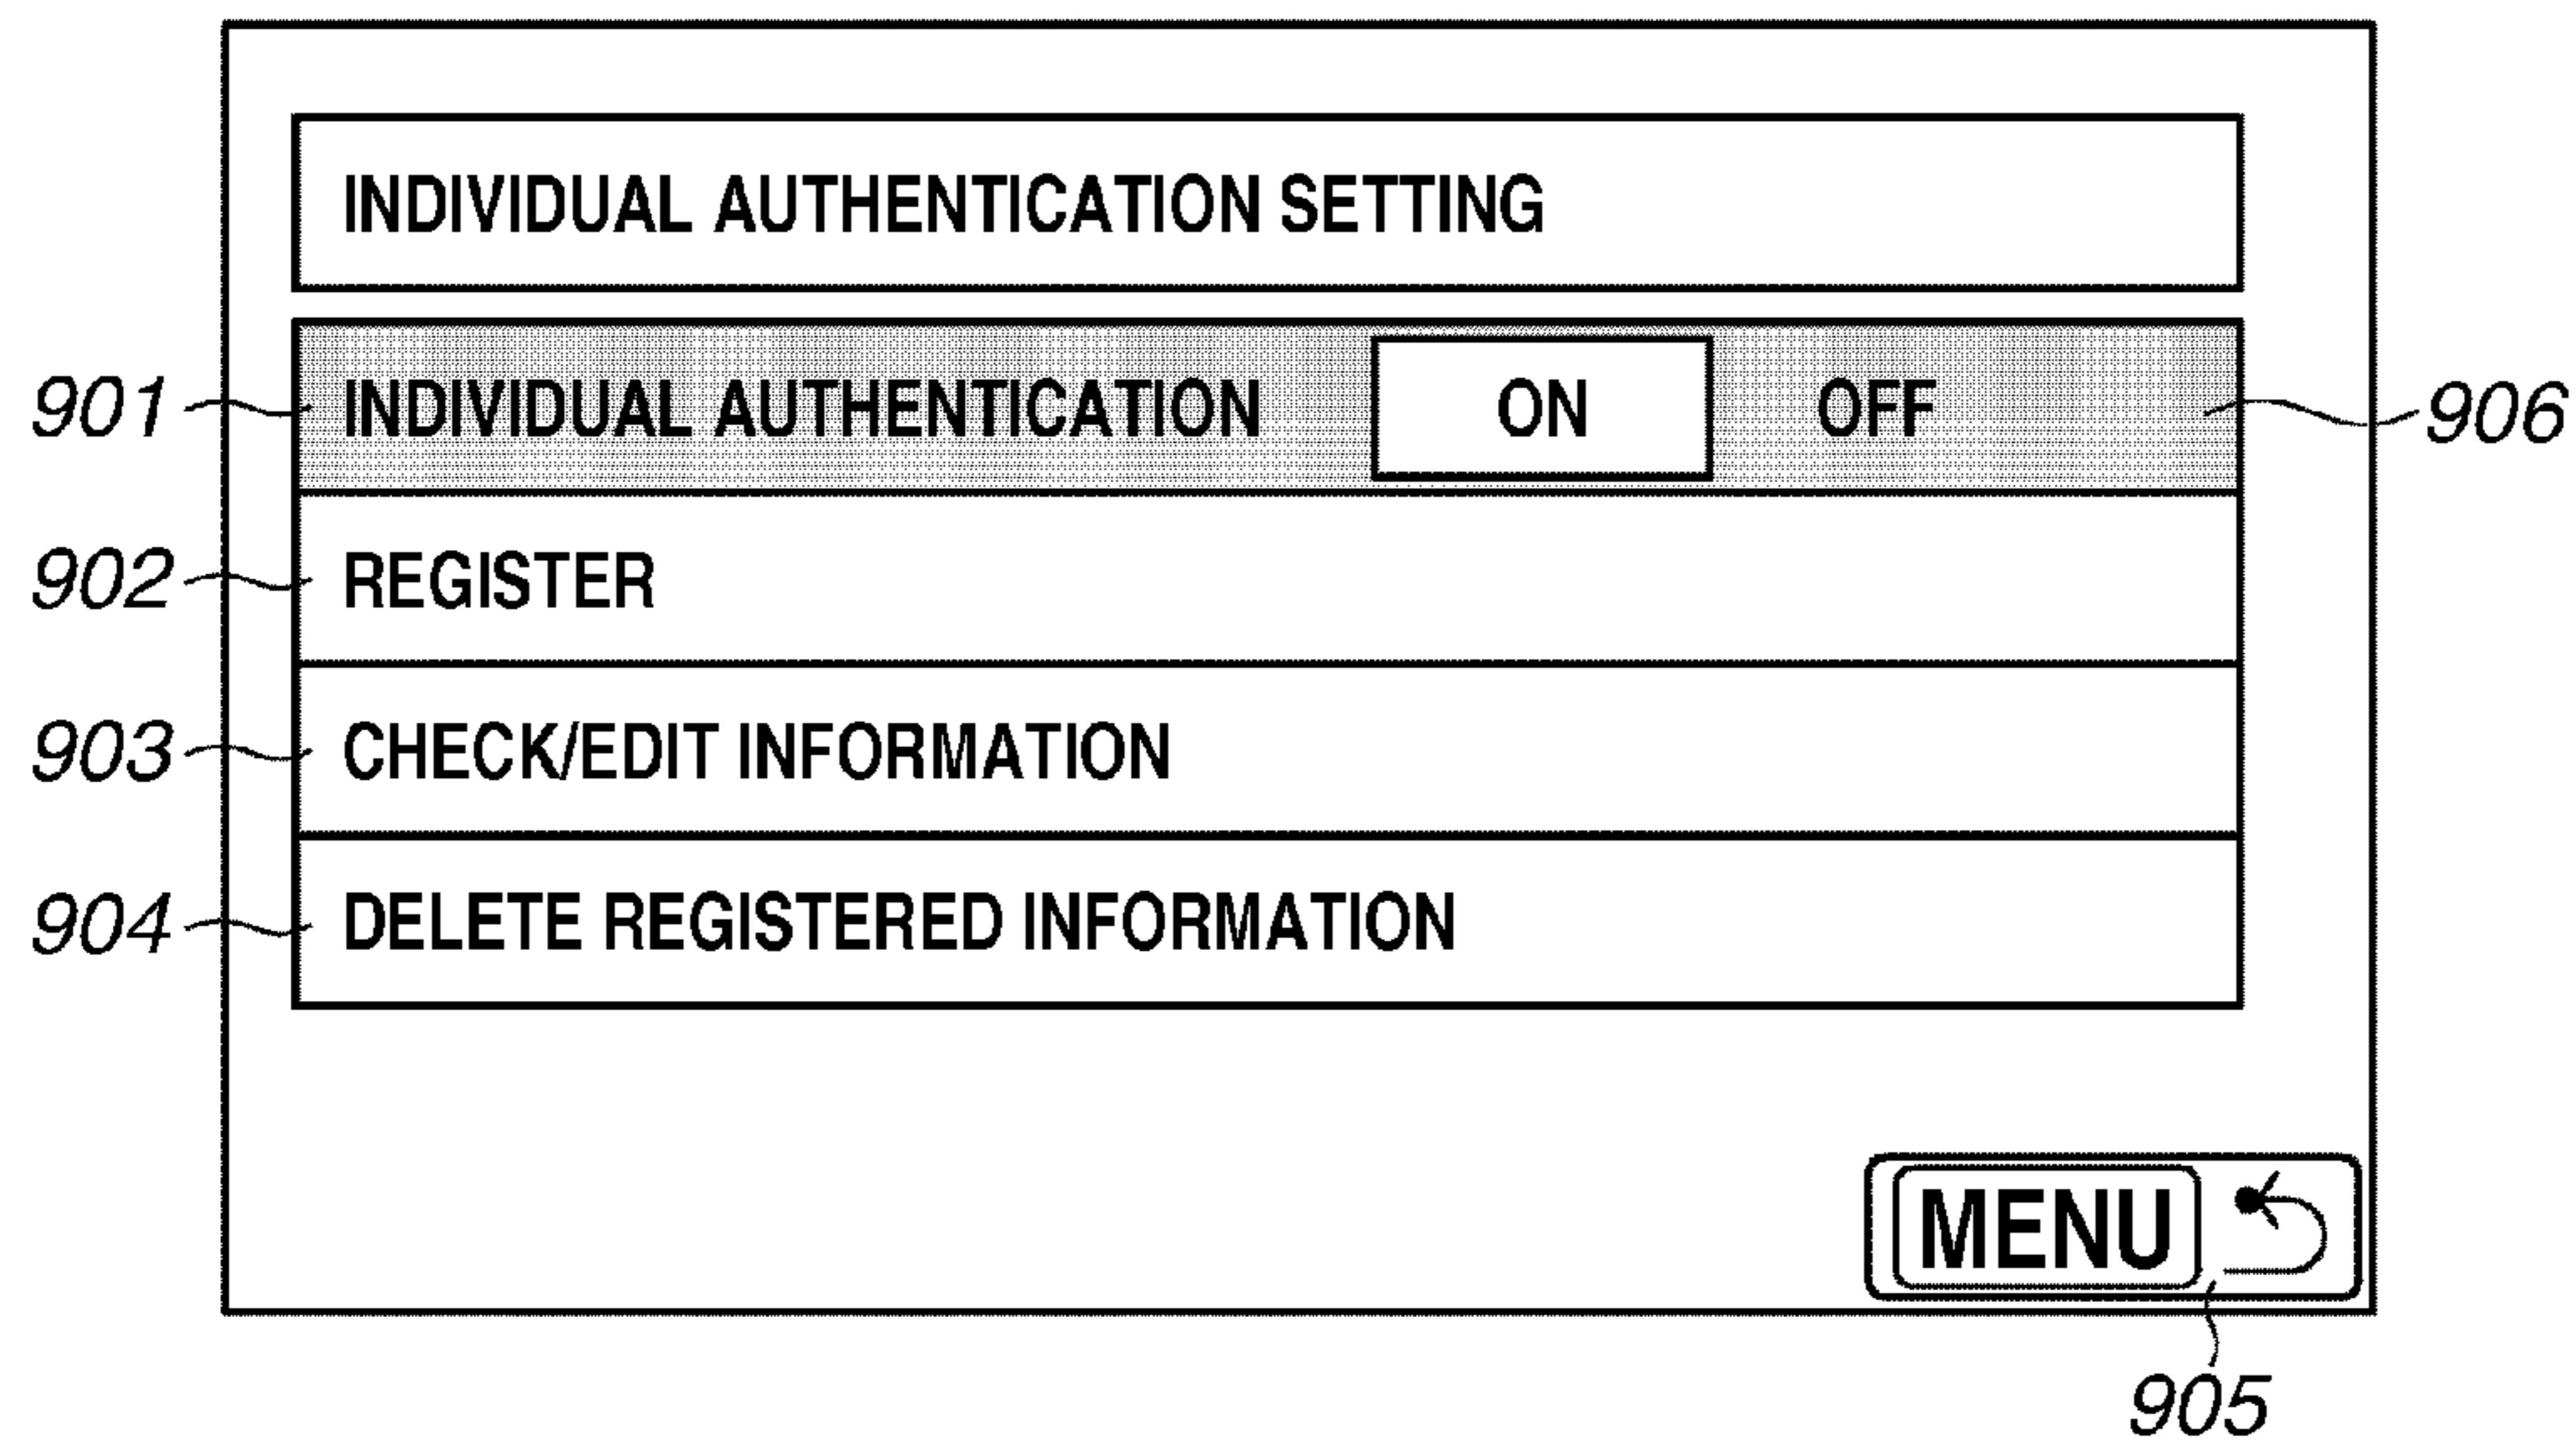 INDIVIDUAL AUTHENTICATION SETTING
901 INDIVIDUAL AUTHENTICATION ON OFF 906
902 REGISTER
903 CHECK/EDIT INFORMATION
904 DELETE REGISTERED INFORMATION
MENU
905